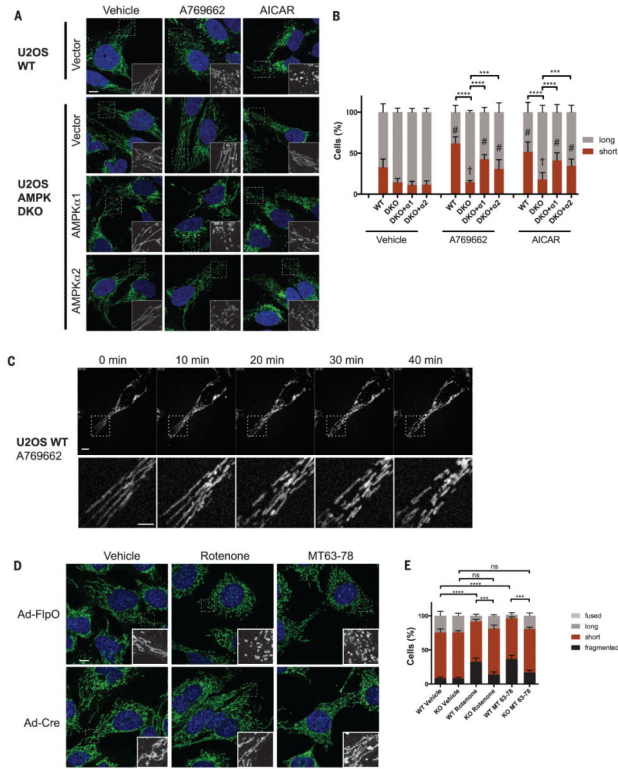 A
Vehicle A769662 AICAR
U2OS
WT
Vector
U2OS
AMPK
DKO
Vector
AMPKα1
AMPKα2
B
**** *** ****
**** *** ****
100
50
0
Cells (%)
# † # # # † # #
long
short
WT DKO DKO+α1 DKO+α2 WT DKO DKO+α1 DKO+α2 WT DKO DKO+α1 DKO+α2
Vehicle A769662 AICAR
C
0 min 10 min 20 min 30 min 40 min
U2OS WT
A769662
D
Vehicle Rotenone MT63-78
Ad-FlpO
Ad-Cre
E
ns
ns
****
**** *** ***
100
50
0
Cells (%)
fused
long
short
fragmented
WT Vehicle KO Vehicle WT Rotenone KO Rotenone WT MT 63-78 KO MT 63-78